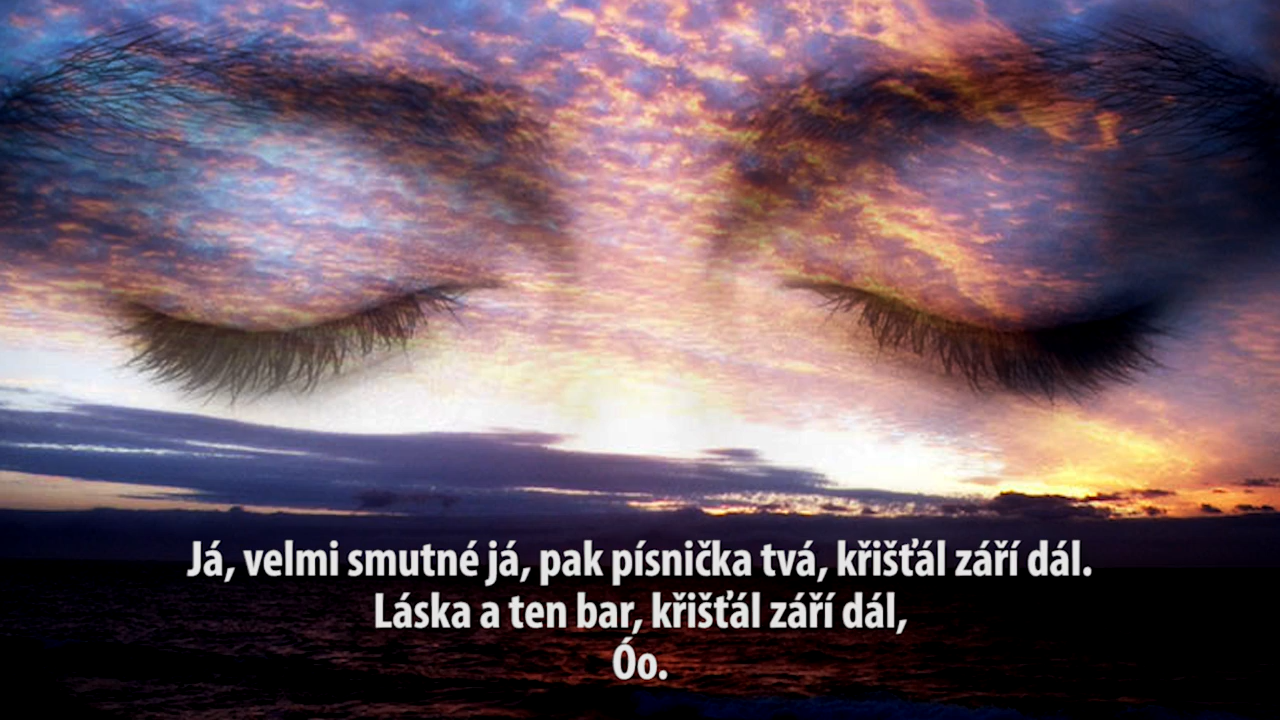 Já, velmi smutné já, pak písnička tvá, křišťál září dál.
Láska a ten bar, křišťál září dál,
Óo.